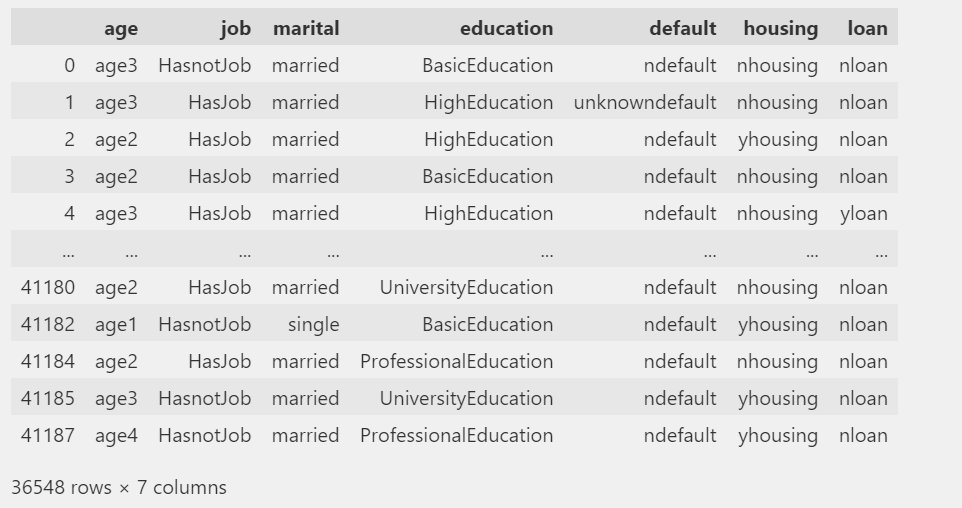 age job marital education default housing loan
0 age3 HasnotJob married BasicEducation ndefault nhousing nloan
1 age3 HasJob married HighEducation unknowndefault nhousing nloan
2 age2 HasJob married HighEducation ndefault yhousing nloan
3 age2 HasJob married BasicEducation ndefault nhousing nloan
4 age3 HasJob married HighEducation ndefault nhousing yloan
... ... ... ... ... ... ... ...
41180 age2 HasJob married UniversityEducation ndefault nhousing nloan
41182 age1 HasnotJob single BasicEducation ndefault yhousing nloan
41184 age2 HasJob married ProfessionalEducation ndefault nhousing nloan
41185 age3 HasnotJob married UniversityEducation ndefault yhousing nloan
41187 age4 HasnotJob married ProfessionalEducation ndefault yhousing nloan
36548 rows × 7 columns